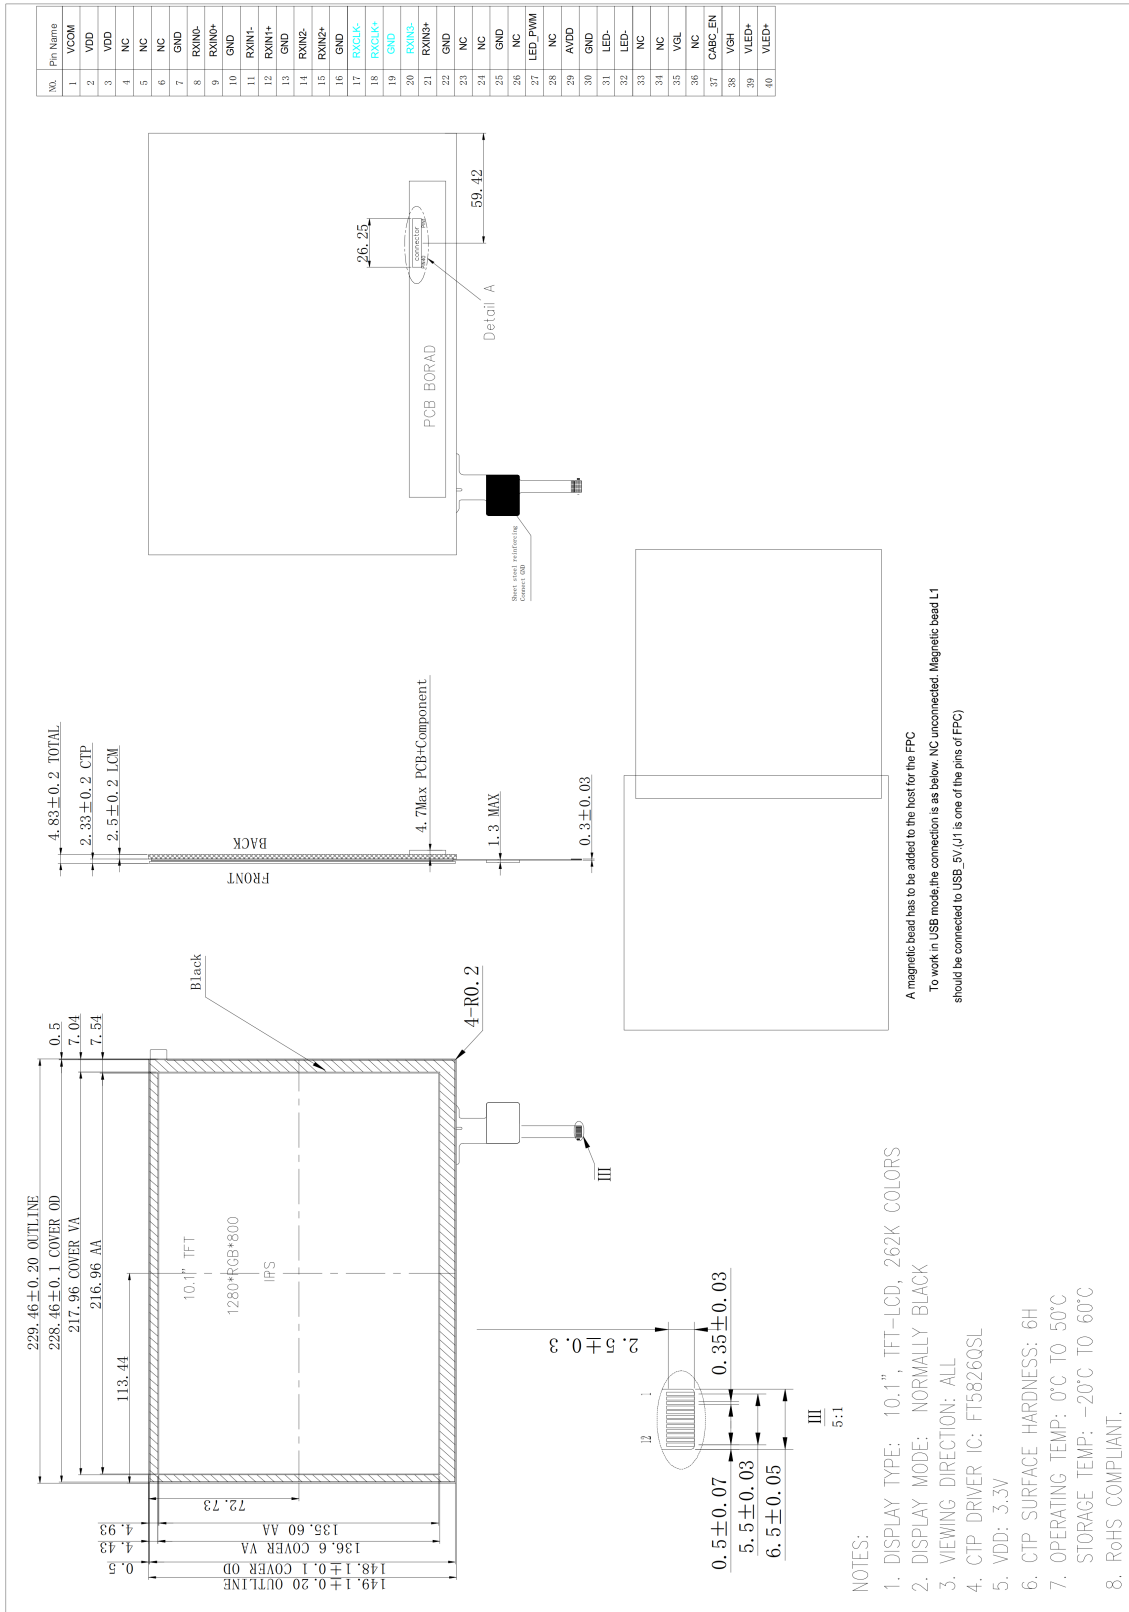 NO. Pin Name
1 VCOM
2 VDD
3 VDD
4 NC
5 NC
6 NC
7 GND
8 RXIN0-
9 RXIN0+
10 GND
11 RXIN1-
12 RXIN1+
13 GND
14 RXIN2-
15 RXIN2+
16 GND
17 RXCLK-
18 RXCLK+
19 GND
20 RXIN3-
21 RXIN3+
22 GND
23 NC
24 NC
25 GND
26 NC
27 LED_PWM
28 NC
29 AVDD
30 GND
31 LED-
32 LED-
33 NC
34 NC
35 VGL
36 NC
37 CABC_EN
38 VGH
39 VLED+
40 VLED+
229.46±0.20 OUTLINE
228.46±0.1 COVER OD
217.96 COVER VA
216.96 AA
113.44
0.5
7.04
7.54
Black
10.1" TFT
1280*RGB*800
IPS
4-R0.2
III
72.73
4.93
135.60 AA
4.43
136.6 COVER VA
0.5
148.1±0.1 COVER OD
149.1±0.20 OUTLINE
4.83±0.2 TOTAL
2.33±0.2 CTP
2.5±0.2 LCM
FRONT
BACK
4.7Max PCB+Component
1.3 MAX
0.3±0.03
26.25
connector
PCB BORAD
59.42
Detail A
Sheet steel reinforcing
Connect GND
2.5±0.3
12
1
0.35±0.03
0.5±0.07
5.5±0.03
6.5±0.05
III
5:1
A magnetic bead has to be added to the host for the FPC
To work in USB mode,the connection is as below. NC unconnected. Magnetic bead L1
should be connected to USB_5V.(J1 is one of the pins of FPC)
NOTES:
1. DISPLAY TYPE: 10.1", TFT-LCD, 262K COLORS
2. DISPLAY MODE: NORMALLY BLACK
3. VIEWING DIRECTION: ALL
4. CTP DRIVER IC: FT5826QSL
5. VDD: 3.3V
6. CTP SURFACE HARDNESS: 6H
7. OPERATING TEMP: 0°C TO 50°C
STORAGE TEMP: -20°C TO 60°C
8. RoHS COMPLIANT.